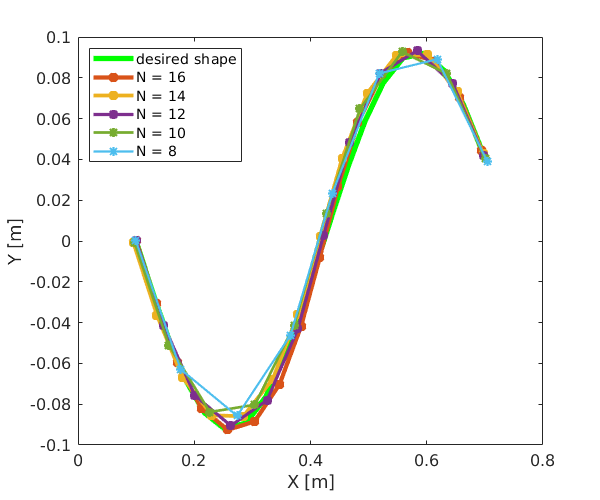 0.1
0.08
0.06
0.04
0.02
0
-0.02
-0.04
-0.06
-0.08
-0.1
Y [m]
desired shape
N = 16
N = 14
N = 12
N = 10
N = 8
0 0.2 0.4 0.6 0.8
X [m]